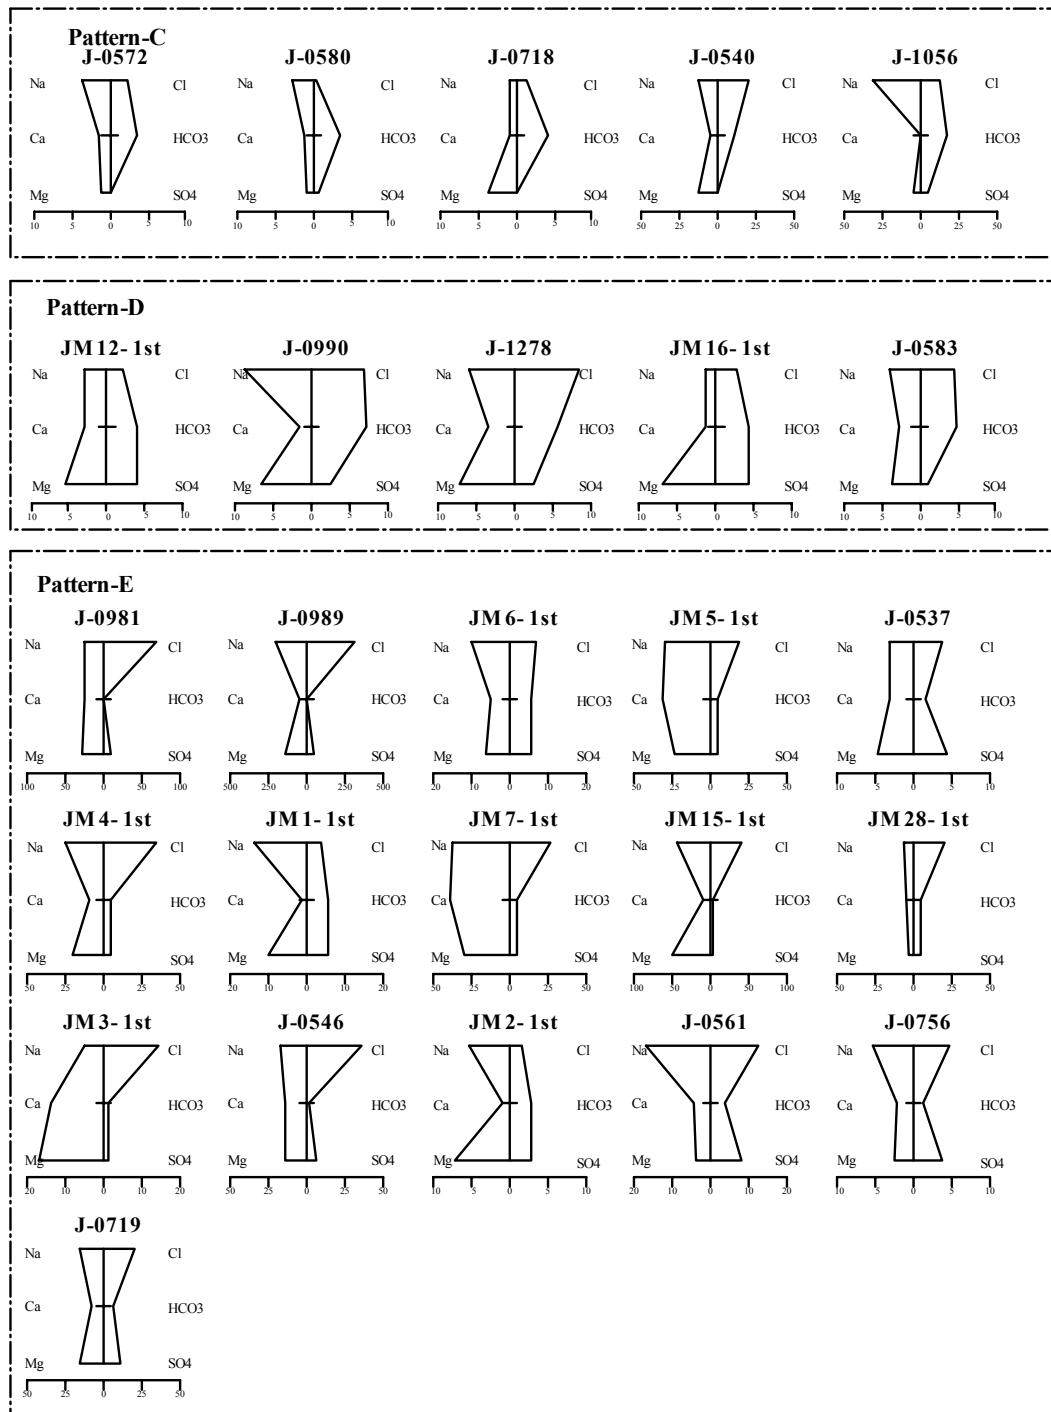 Pattern-C
J-0572 J-0580 J-0718 J-0540 J-1056
Na Cl Na Cl Na Cl Na Cl Na Cl
Ca HCO3 Ca HCO3 Ca HCO3 Ca HCO3 Ca HCO3
Mg SO4 Mg SO4 Mg SO4 Mg SO4 Mg SO4
10 5 0 5 10 10 5 0 5 10 10 5 0 5 10 50 25 0 25 50 50 25 0 25 50
Pattern-D
JM12-1st J-0990 J-1278 JM16-1st J-0583
Na Cl Na Cl Na Cl Na Cl Na Cl
Ca HCO3 Ca HCO3 Ca HCO3 Ca HCO3 Ca HCO3
Mg SO4 Mg SO4 Mg SO4 Mg SO4 Mg SO4
10 5 0 5 10 10 5 0 5 10 10 5 0 5 10 10 5 0 5 10 10 5 0 5 10
Pattern-E
J-0981 J-0989 JM6-1st JM5-1st J-0537
Na Cl Na Cl Na Cl Na Cl Na Cl
Ca HCO3 Ca HCO3 Ca HCO3 Ca HCO3 Ca HCO3
Mg SO4 Mg SO4 Mg SO4 Mg SO4 Mg SO4
100 50 0 50 100 500 250 0 250 500 20 10 0 10 20 50 25 0 25 50 10 5 0 5 10
JM4-1st JM1-1st JM7-1st JM15-1st JM28-1st
Na Cl Na Cl Na Cl Na Cl Na Cl
Ca HCO3 Ca HCO3 Ca HCO3 Ca HCO3 Ca HCO3
Mg SO4 Mg SO4 Mg SO4 Mg SO4 Mg SO4
50 25 0 25 50 20 10 0 10 20 50 25 0 25 50 100 50 0 50 100 50 25 0 25 50
JM3-1st J-0546 JM2-1st J-0561 J-0756
Na Cl Na Cl Na Cl Na Cl Na Cl
Ca HCO3 Ca HCO3 Ca HCO3 Ca HCO3 Ca HCO3
Mg SO4 Mg SO4 Mg SO4 Mg SO4 Mg SO4
20 10 0 10 20 50 25 0 25 50 10 5 0 5 10 20 10 0 10 20 10 5 0 5 10
J-0719
Na Cl
Ca HCO3
Mg SO4
50 25 0 25 50